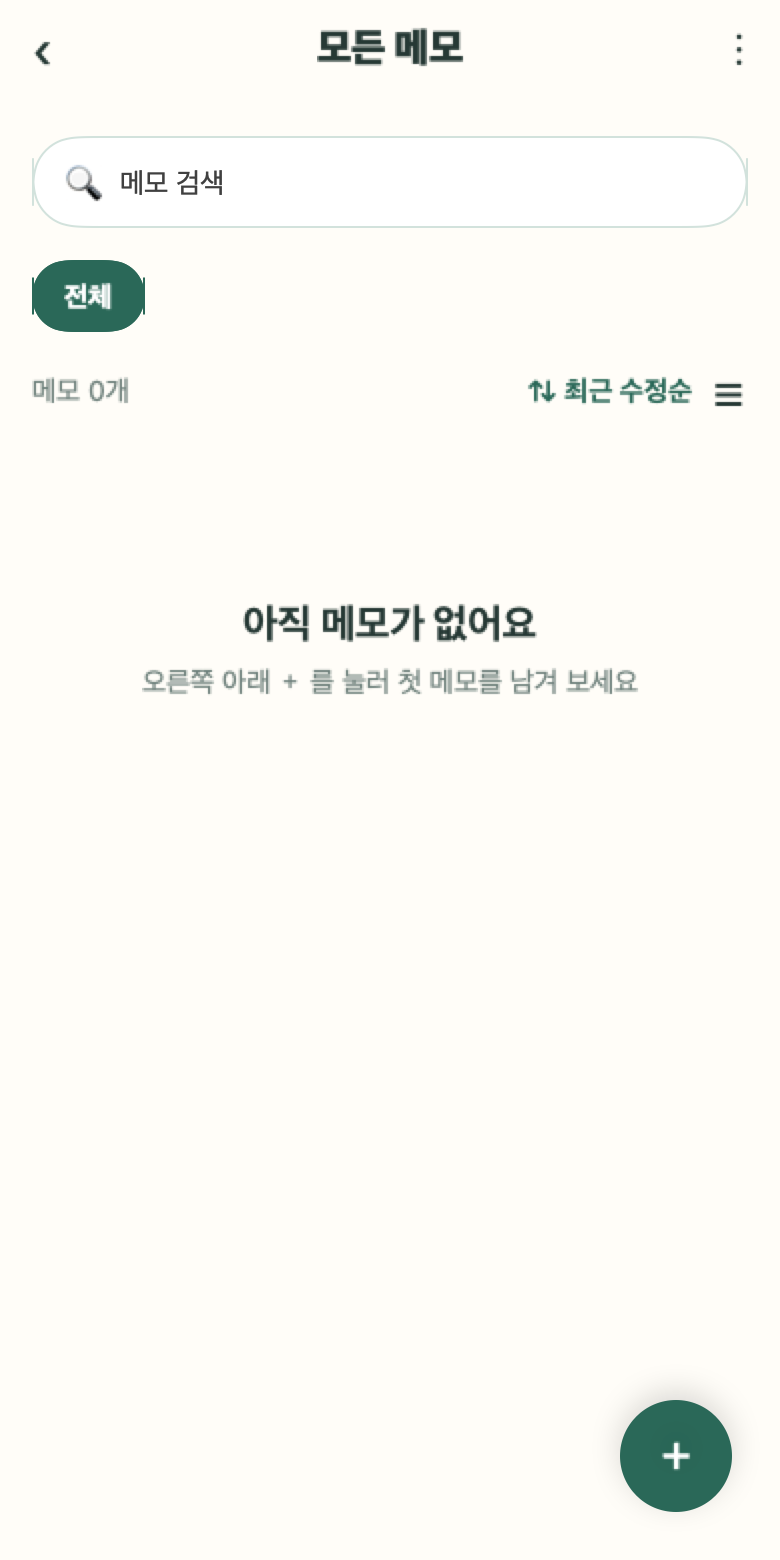 모든 메모
메모 검색
전체
메모 0개
최근 수정순
아직 메모가 없어요
오른쪽 아래 + 를 눌러 첫 메모를 남겨 보세요
+